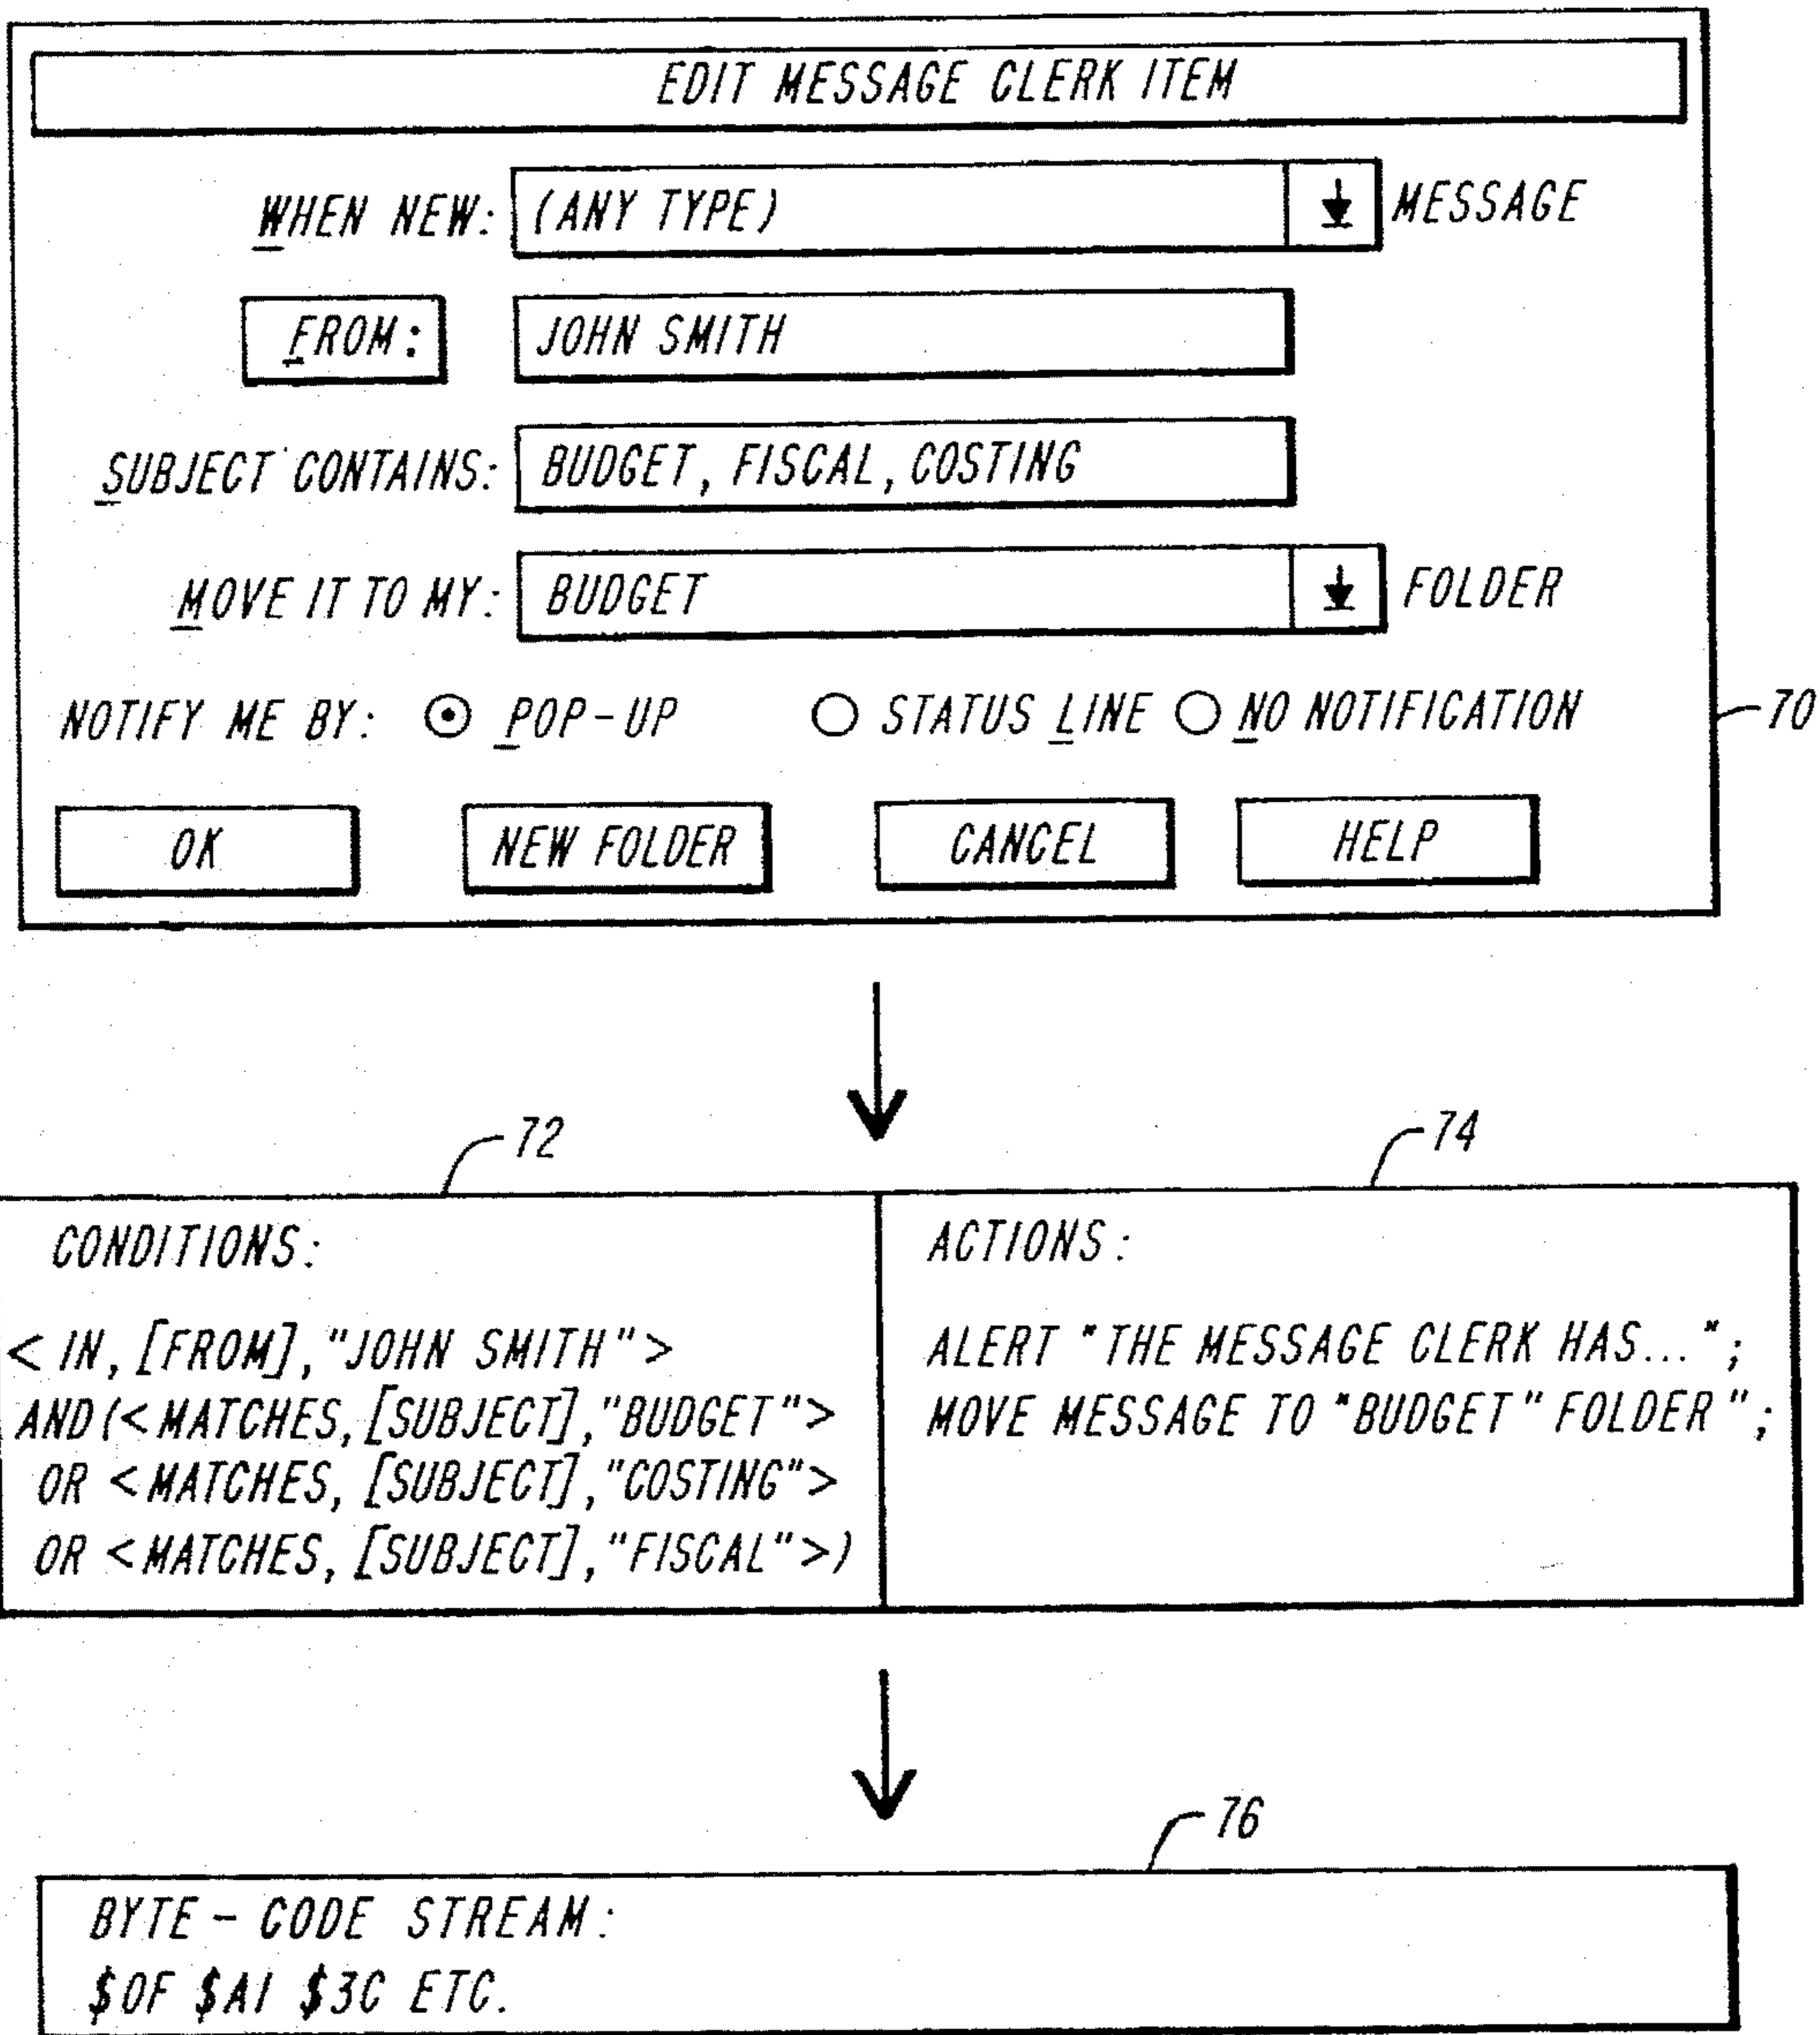 EDIT MESSAGE CLERK ITEM
WHEN NEW: (ANY TYPE) MESSAGE
FROM: JOHN SMITH
SUBJECT CONTAINS: BUDGET, FISCAL, COSTING
MOVE IT TO MY: BUDGET FOLDER
NOTIFY ME BY: POP-UP STATUS LINE NO NOTIFICATION
70
OK NEW FOLDER CANCEL HELP
72
74
CONDITIONS:
< IN, [FROM], "JOHN SMITH" >
AND (< MATCHES, [SUBJECT], "BUDGET" >
OR < MATCHES, [SUBJECT], "COSTING" >
OR < MATCHES, [SUBJECT], "FISCAL" >)
ACTIONS:
ALERT "THE MESSAGE CLERK HAS... ";
MOVE MESSAGE TO "BUDGET" FOLDER ";
76
BYTE - CODE STREAM:
$0F $A1 $3C ETC.